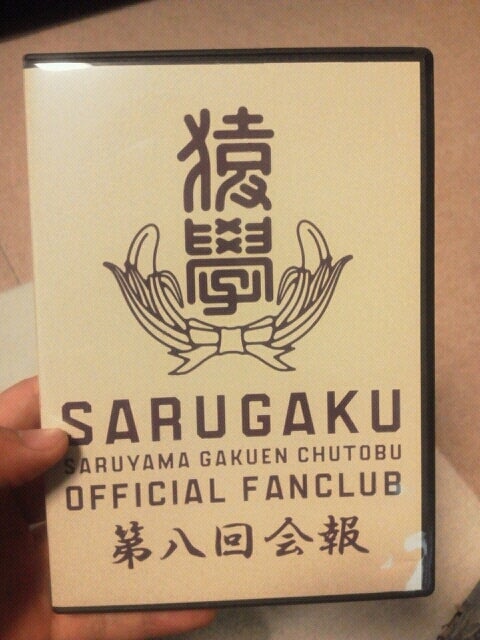 猿
學
SARUGAKU
SARUYAMA GAKUEN CHUTOBU
OFFICIAL FANCLUB
第八回会報